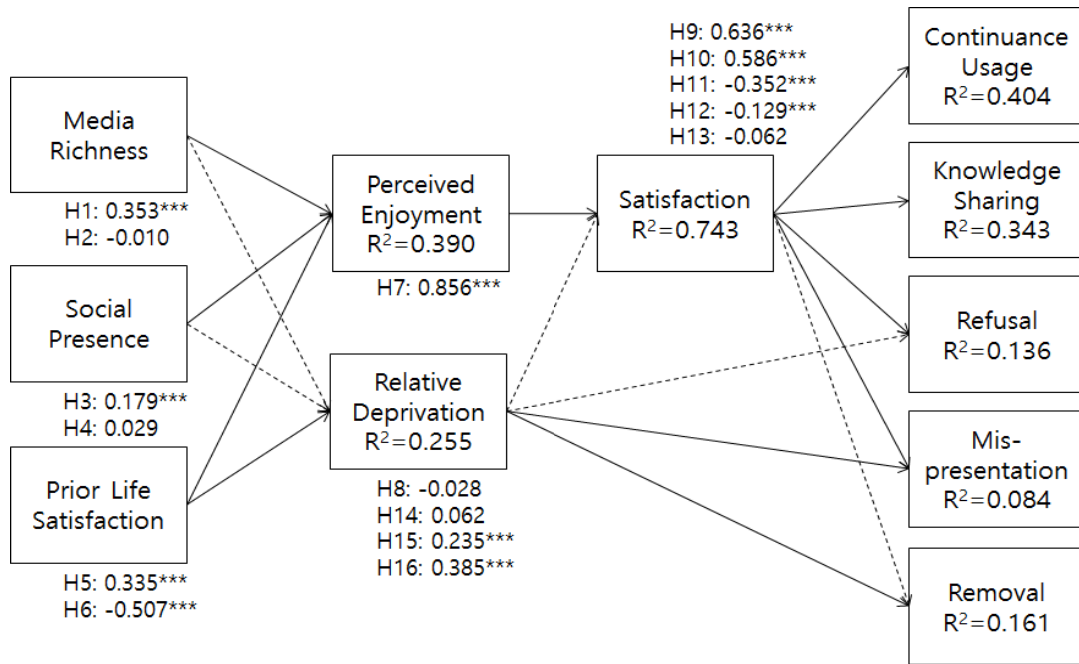 Media
Richness
H1: 0.353***
H2: -0.010
Social
Presence
H3: 0.179***
H4: 0.029
Prior Life
Satisfaction
H5: 0.335***
H6: -0.507***
Perceived
Enjoyment
R²=0.390
H7: 0.856***
Relative
Deprivation
R²=0.255
H8: -0.028
H14: 0.062
H15: 0.235***
H16: 0.385***
H9: 0.636***
H10: 0.586***
H11: -0.352***
H12: -0.129***
H13: -0.062
Satisfaction
R²=0.743
Continuance
Usage
R²=0.404
Knowledge
Sharing
R²=0.343
Refusal
R²=0.136
Mis-
presentation
R²=0.084
Removal
R²=0.161